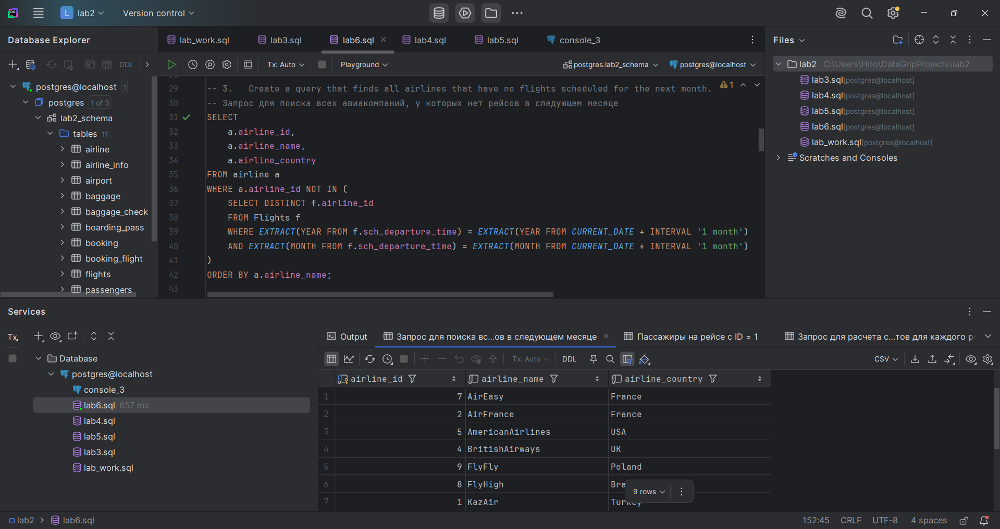 L lab2 Version control
Database Explorer
lab_work.sql lab3.sql lab6.sql lab4.sql lab5.sql console_3
Files
DDL
Tx: Auto Playground postgres.lab2_schema postgres@localhost
postgres@localhost 1
postgres 1 of 3
lab2_schema
tables 11
airline
airline_info
airport
baggage
baggage_check
boarding_pass
booking
booking_flight
flights
passengers
1
29 -- 3. Create a query that finds all airlines that have no flights scheduled for the next month.
30 -- Запрос для поиска всех авиакомпаний, у которых нет рейсов в следующем месяце
31 SELECT
32 a.airline_id,
33 a.airline_name,
34 a.airline_country
35 FROM airline a
36 WHERE a.airline_id NOT IN (
37 SELECT DISTINCT f.airline_id
38 FROM Flights f
39 WHERE EXTRACT(YEAR FROM f.sch_departure_time) = EXTRACT(YEAR FROM CURRENT_DATE + INTERVAL '1 month')
40 AND EXTRACT(MONTH FROM f.sch_departure_time) = EXTRACT(MONTH FROM CURRENT_DATE + INTERVAL '1 month')
41 )
42 ORDER BY a.airline_name;
43
lab2 C:\Users\Hito\DataGripProjects\lab2
lab3.sql [postgres@localhost]
lab4.sql [postgres@localhost]
lab5.sql [postgres@localhost]
lab6.sql [postgres@localhost]
lab_work.sql [postgres@localhost]
Scratches and Consoles
Services
Tx
Database
postgres@localhost
console_3
lab6.sql 657 ms
lab4.sql
lab5.sql
lab3.sql
lab_work.sql
Output Запрос для поиска вс...ов в следующем месяце Пассажиры на рейсе с ID = 1 Запрос для расчета с...тов для каждого
Tx: Auto DDL CSV
airline_id airline_name airline_country
1 7 AirEasy France
2 2 AirFrance France
3 5 AmericanAirlines USA
4 4 BritishAirways UK
5 9 FlyFly Poland
6 8 FlyHigh Bra
7 1 KazAir Turkey
9 rows
lab2 > lab6.sql
152:45 CRLF UTF-8 4 spaces